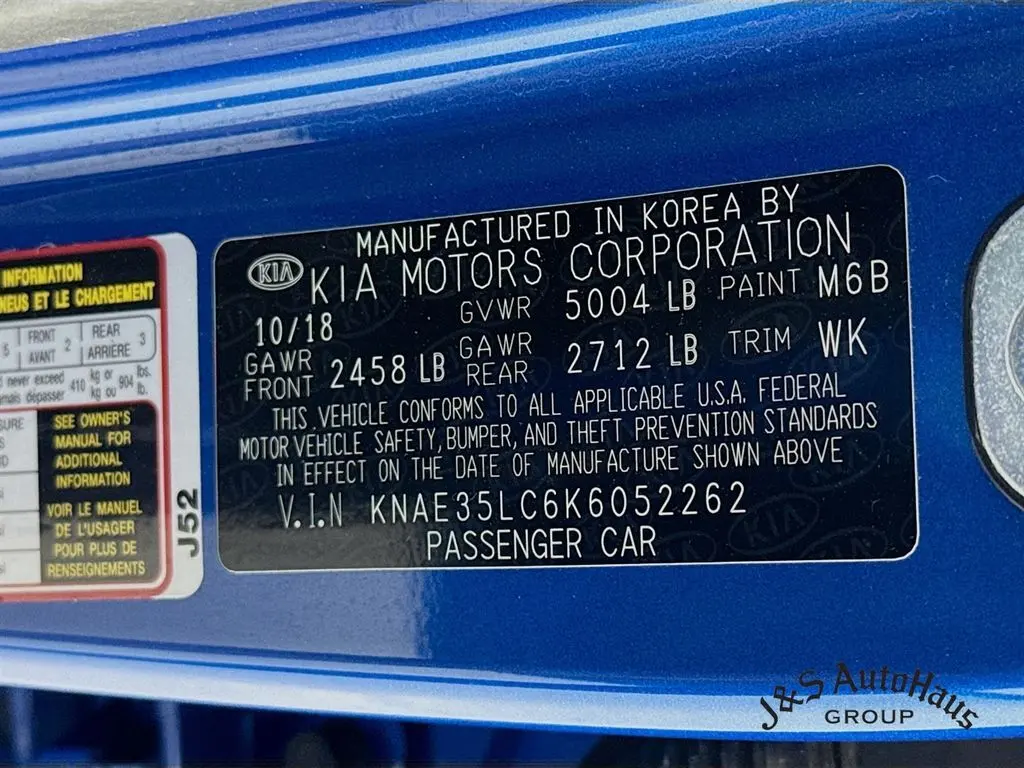 INFORMATION
NEUS ET LE CHARGEMENT
5 FRONT AVANT 2 REAR ARRIÈRE 3
never exceed 410 kg or 904 lbs.
dépasser kg ou lb.
SEE OWNER'S
MANUAL FOR
ADDITIONAL
INFORMATION
VOIR LE MANUEL
DE L'USAGER
POUR PLUS DE
RENSEIGNEMENTS
J52
MANUFACTURED IN KOREA BY
KIA KIA MOTORS CORPORATION
10/18 GVWR 5004 LB PAINT M6B
GAWR FRONT 2458 LB GAWR REAR 2712 LB TRIM WK
THIS VEHICLE CONFORMS TO ALL APPLICABLE U.S.A. FEDERAL
MOTOR VEHICLE SAFETY, BUMPER, AND THEFT PREVENTION STANDARDS
IN EFFECT ON THE DATE OF MANUFACTURE SHOWN ABOVE
V.I.N KNAE35LC6K6052262
PASSENGER CAR
J&S AutoHaus
GROUP